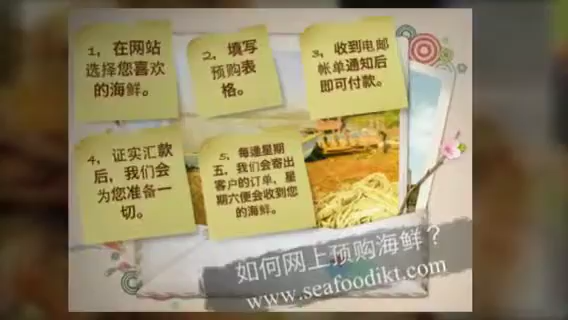 1，在网站
选择您喜欢
的海鲜。
2，填写
预购表
格。
3，收到电邮
帐单通知后
即可付款。
4，证实汇款
后，我们会
为您准备一
切。
5，每逢星期
五，我们会寄出
客户的订单，星
期六便会收到您
的海鲜。
如何网上预购海鲜？
www.seafoodikt.com